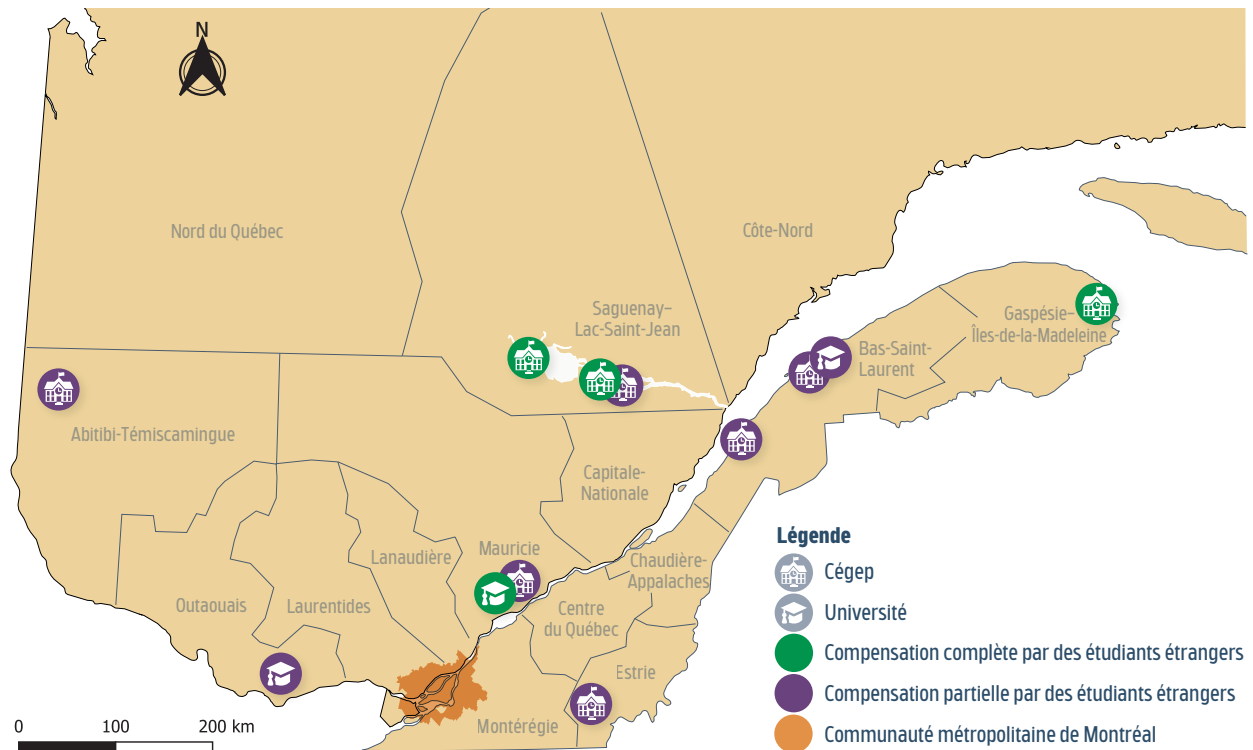 N
Nord du Québec
Côte-Nord
Saguenay–
Lac-Saint-Jean
Gaspésie–
Îles-de-la-Madeleine
Bas-Saint-
Laurent
Abitibi-Témiscamingue
Capitale-
Nationale
Lanaudière
Mauricie
Chaudière-
Appalaches
Outaouais
Laurentides
Centre
du Québec
Estrie
Montérégie
0 100 200 km
Légende
Cégep
Université
Compensation complète par des étudiants étrangers
Compensation partielle par des étudiants étrangers
Communauté métropolitaine de Montréal